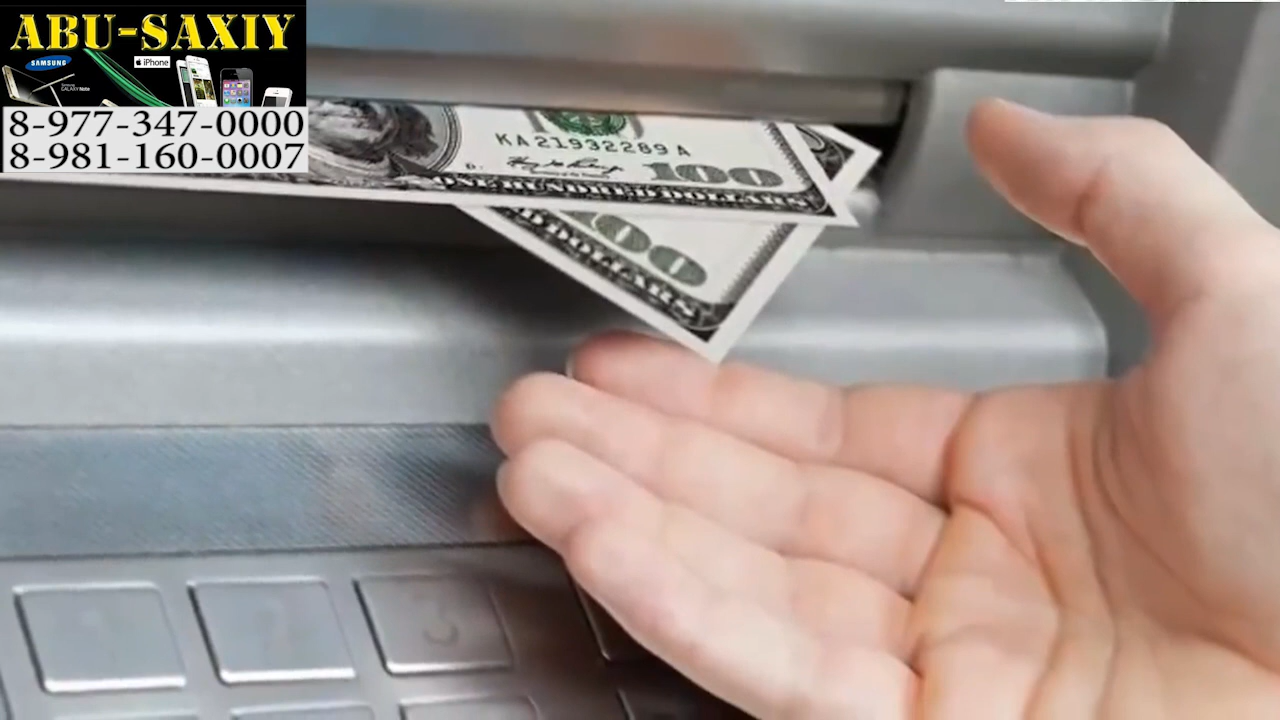 ABU-SAXIY
SAMSUNG
iPhone
8-977-347-0000
8-981-160-0007
KA 21932289 A
100
ONE HUNDRED DOLLARS
100
DOLLARS